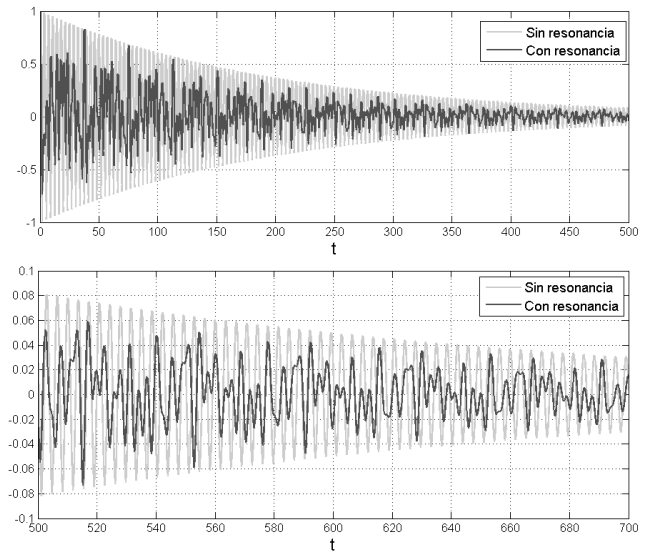 1
0.5
0
-0.5
-1
0 50 100 150 200 250 300 350 400 450 500
t
Sin resonancia
Con resonancia
0.1
0.08
0.06
0.04
0.02
0
-0.02
-0.04
-0.06
-0.08
-0.1
500 520 540 560 580 600 620 640 660 680 700
t
Sin resonancia
Con resonancia